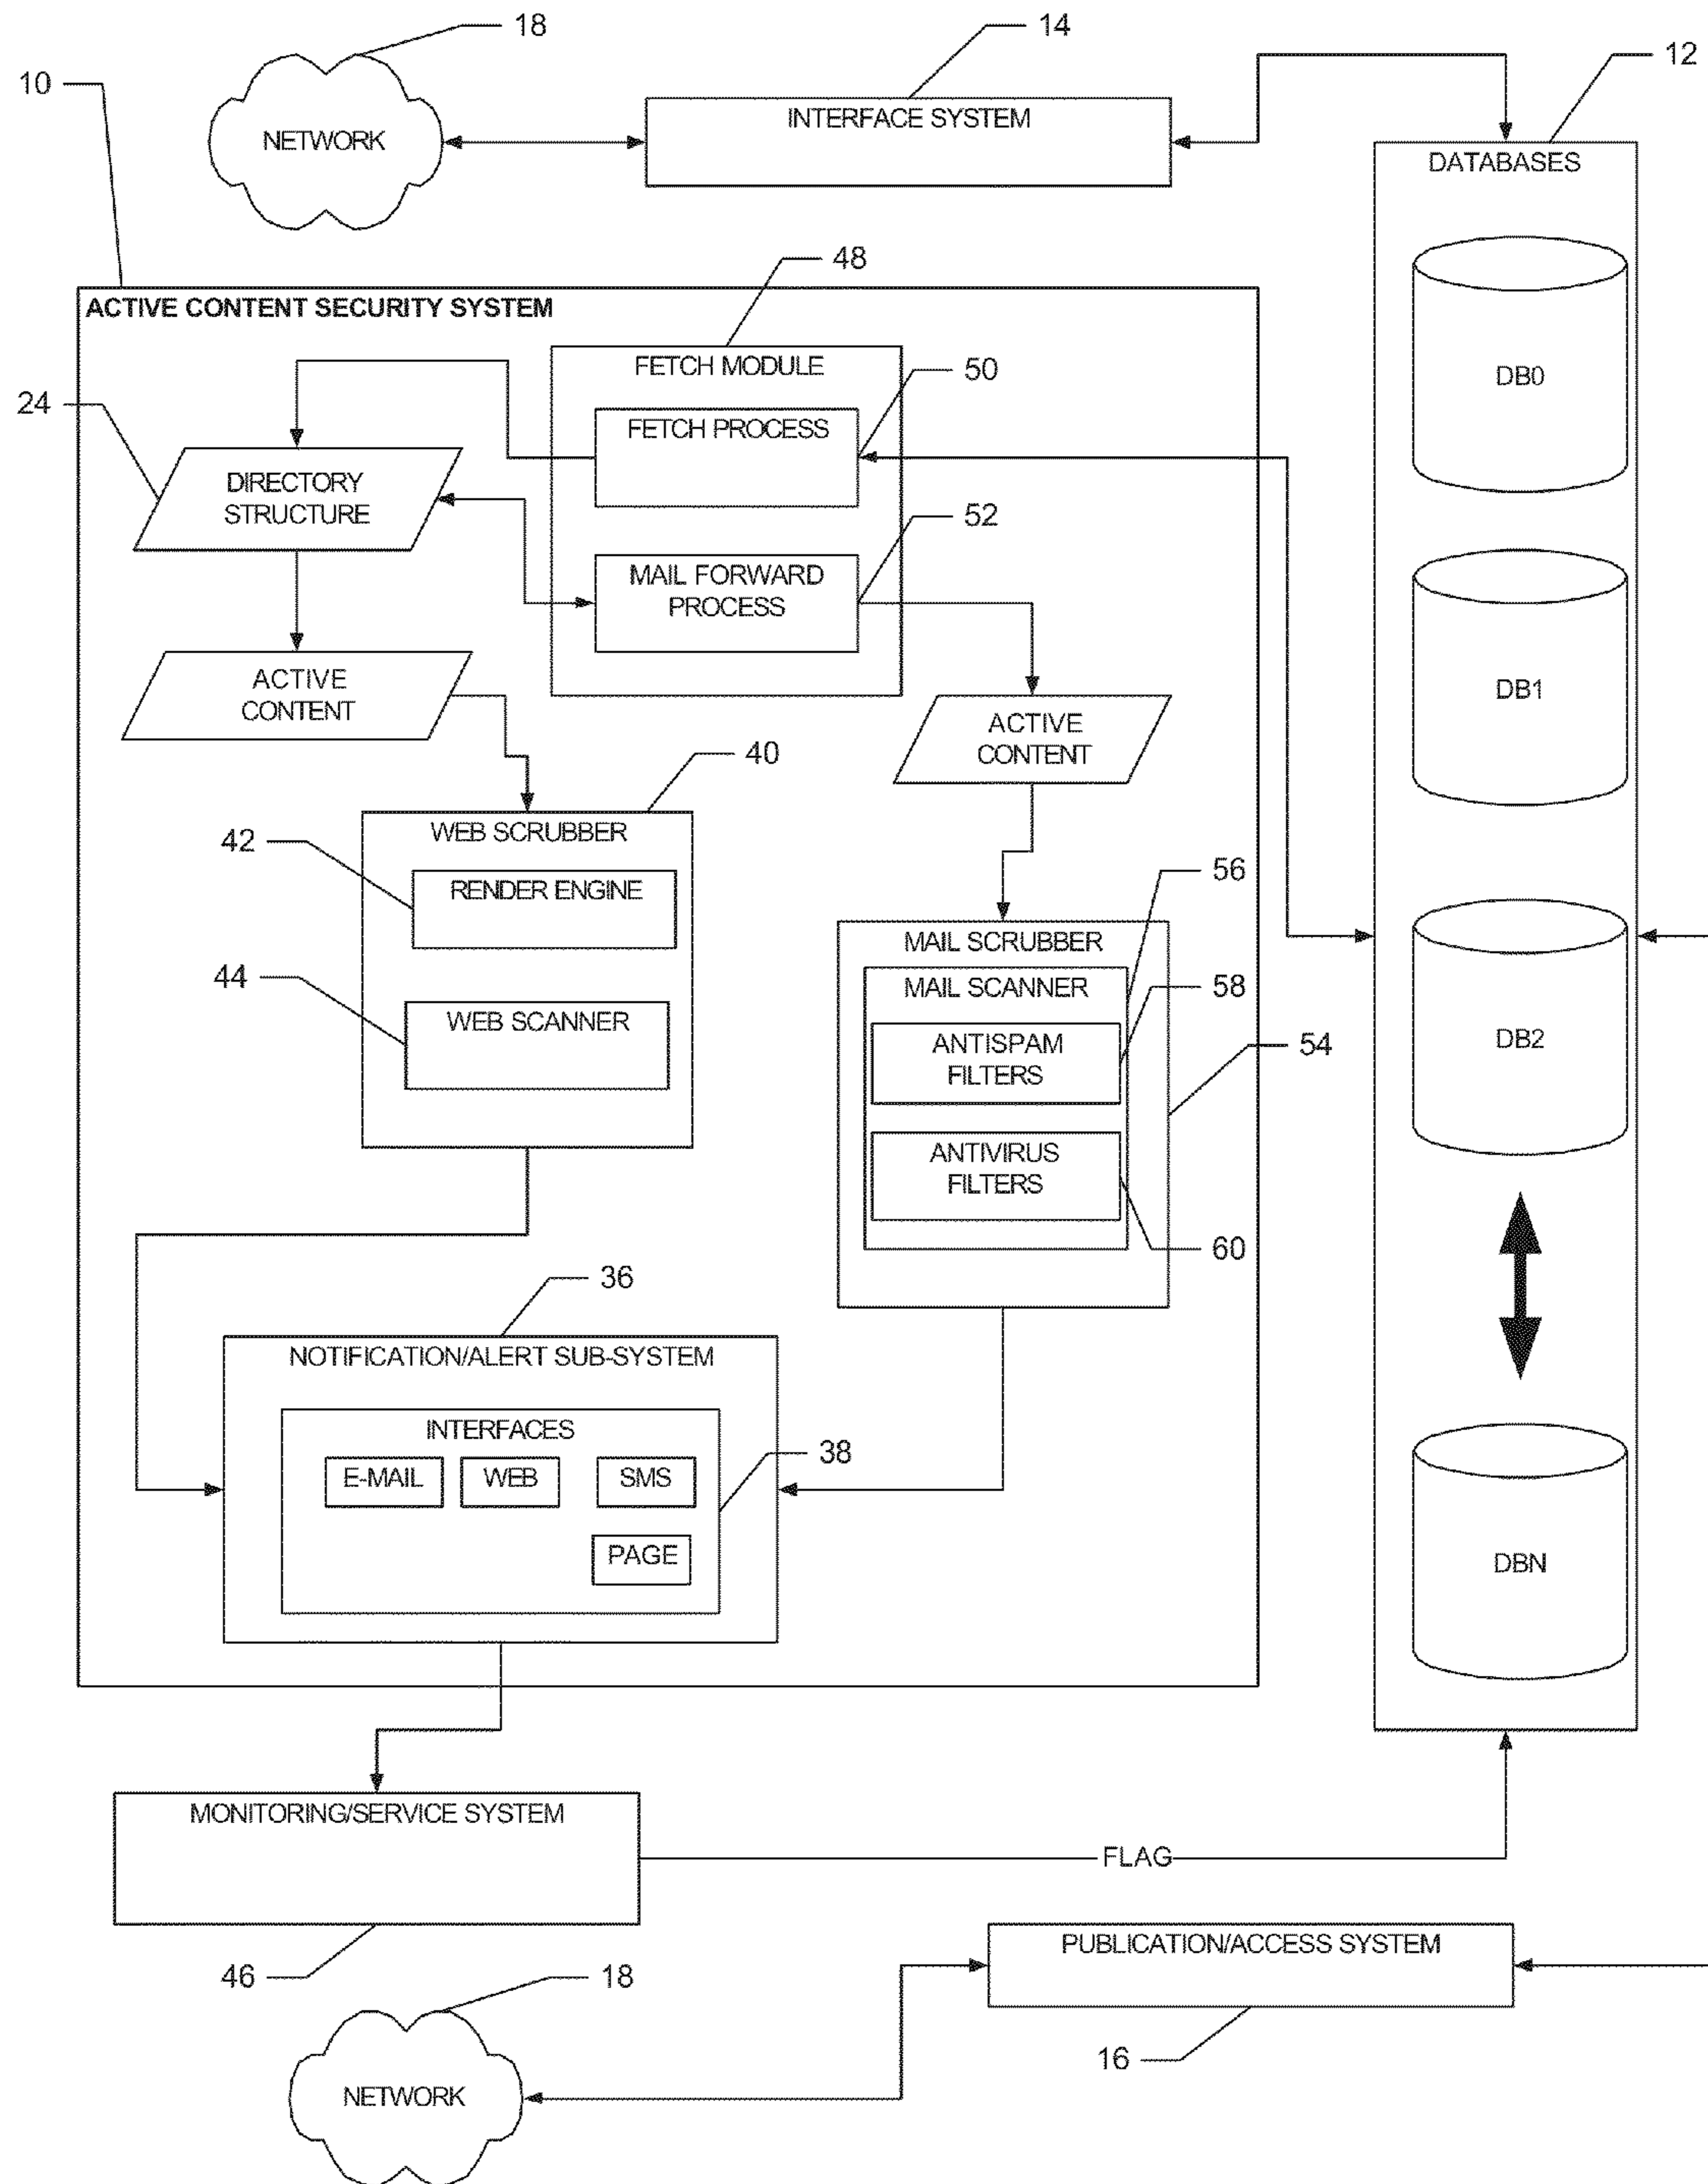 18
14
12
10
NETWORK
INTERFACE SYSTEM
DATABASES
48
ACTIVE CONTENT SECURITY SYSTEM
FETCH MODULE
50
24
FETCH PROCESS
DB0
DIRECTORY
STRUCTURE
52
MAIL FORWARD
PROCESS
ACTIVE
CONTENT
DB1
ACTIVE
CONTENT
40
WEB SCRUBBER
42
RENDER ENGINE
56
MAIL SCRUBBER
44
MAIL SCANNER
58
WEB SCANNER
ANTISPAM
FILTERS
54
DB2
ANTIVIRUS
FILTERS
60
36
NOTIFICATION/ALERT SUB-SYSTEM
INTERFACES
38
E-MAIL
WEB
SMS
PAGE
DBN
MONITORING/SERVICE SYSTEM
FLAG
PUBLICATION/ACCESS SYSTEM
46
18
16
NETWORK